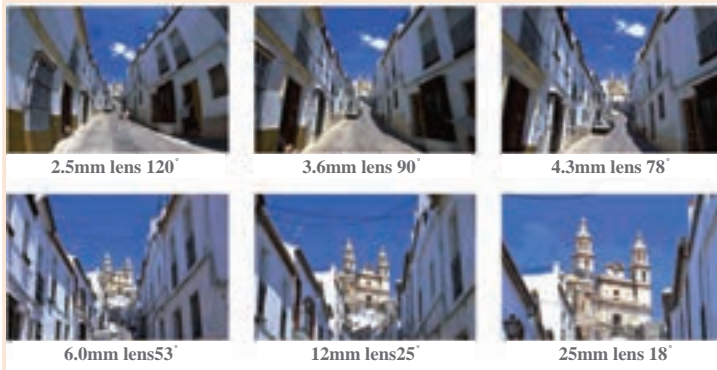 2.5mm lens 120°
3.6mm lens 90°
4.3mm lens 78°
6.0mm lens53°
12mm lens25°
25mm lens 18°